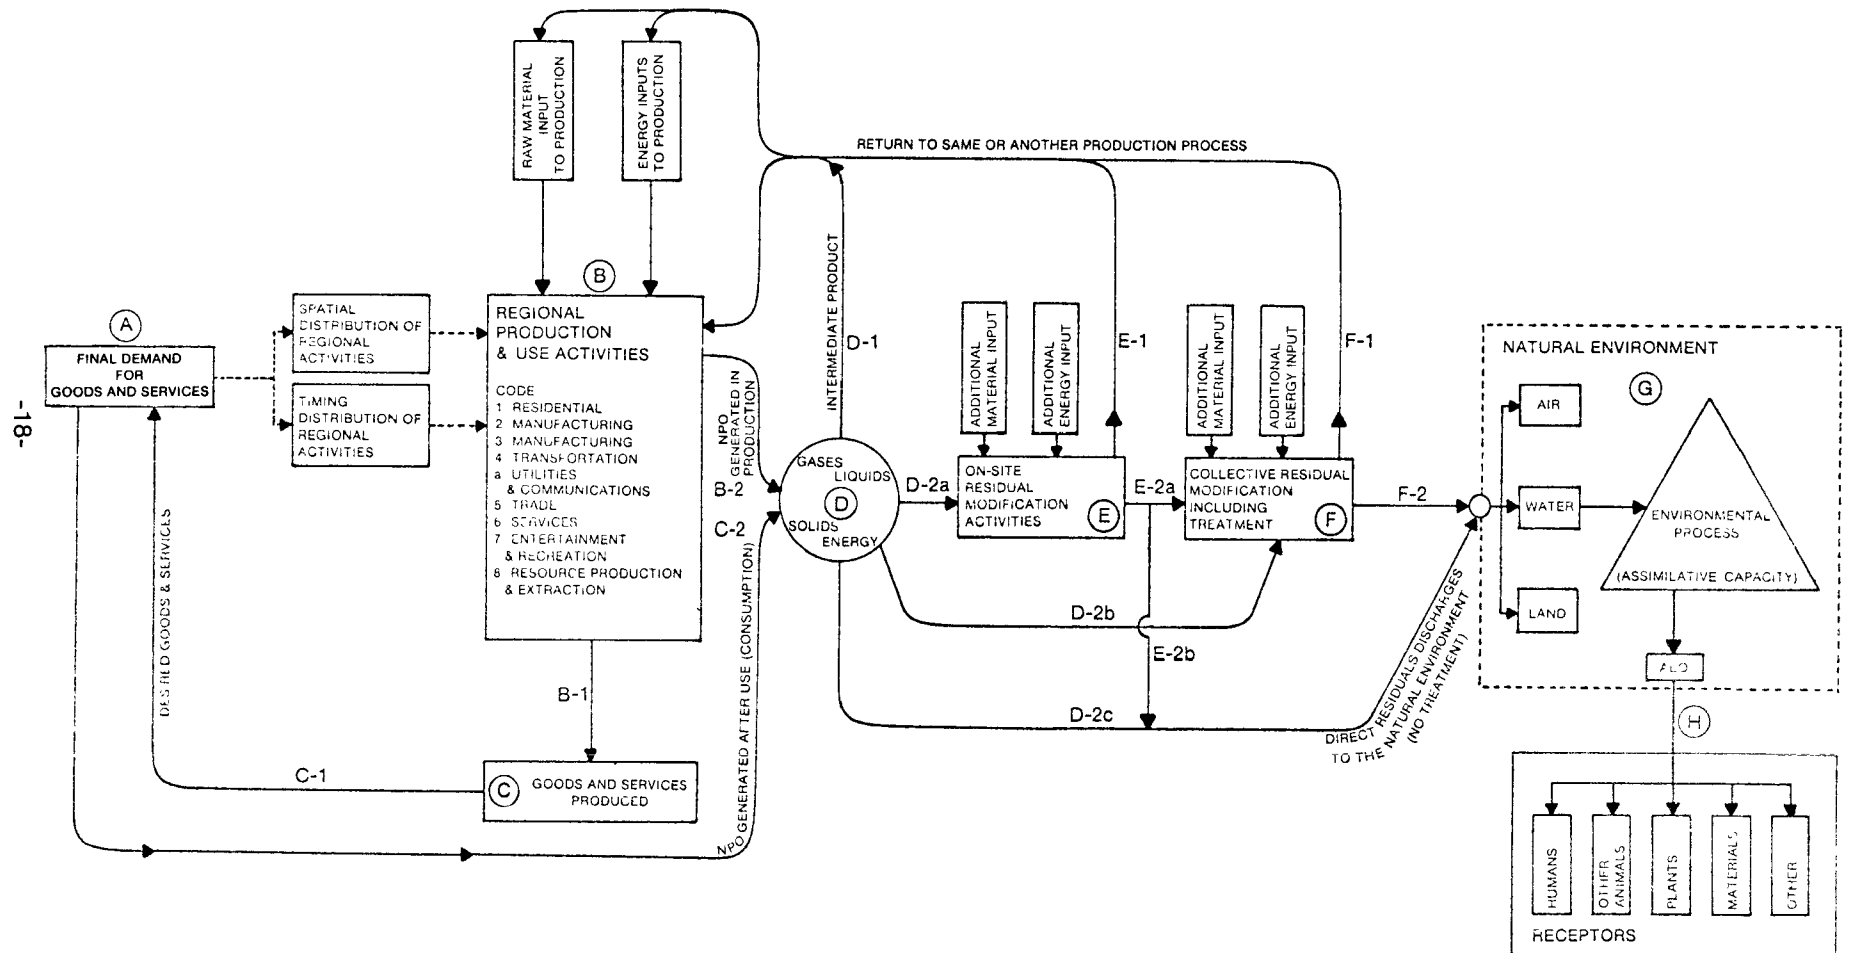 -18-
RAW MATERIAL
INPUT
TO PRODUCTION
ENERGY INPUTS
TO PRODUCTION
RETURN TO SAME OR ANOTHER PRODUCTION PROCESS
A
FINAL DEMAND
FOR
GOODS AND SERVICES
SPATIAL
DISTRIBUTION OF
REGIONAL
ACTIVITIES
TIMING
DISTRIBUTION OF
REGIONAL
ACTIVITIES
B
REGIONAL
PRODUCTION
& USE ACTIVITIES
CODE
1 RESIDENTIAL
2 MANUFACTURING
3 MANUFACTURING
4 TRANSPORTATION
a UTILITIES
& COMMUNICATIONS
5 TRADE
6 SERVICES
7 ENTERTAINMENT
& RECREATION
8 RESOURCE PRODUCTION
& EXTRACTION
DESIRED GOODS & SERVICES
B-1
C-1
C
GOODS AND SERVICES
PRODUCED
NPO
GENERATED IN
PRODUCTION
B-2
C-2
NPO GENERATED AFTER USE (CONSUMPTION)
INTERMEDIATE PRODUCT
D-1
GASES
LIQUIDS
D
SOLIDS
ENERGY
D-2a
D-2b
D-2c
ADDITIONAL
MATERIAL INPUT
ADDITIONAL
ENERGY INPUT
E-1
ON-SITE
RESIDUAL
MODIFICATION
ACTIVITIES
E
E-2a
E-2b
ADDITIONAL
MATERIAL INPUT
ADDITIONAL
ENERGY INPUT
F-1
COLLECTIVE RESIDUAL
MODIFICATION
INCLUDING
TREATMENT
F
F-2
DIRECT RESIDUALS DISCHARGES
TO THE NATURAL ENVIRONMENT
(NO TREATMENT)
NATURAL ENVIRONMENT
G
AIR
WATER
LAND
ENVIRONMENTAL
PROCESS
(ASSIMILATIVE CAPACITY)
H
HUMANS
OTHER
ANIMALS
PLANTS
MATERIALS
OTHER
RECEPTORS